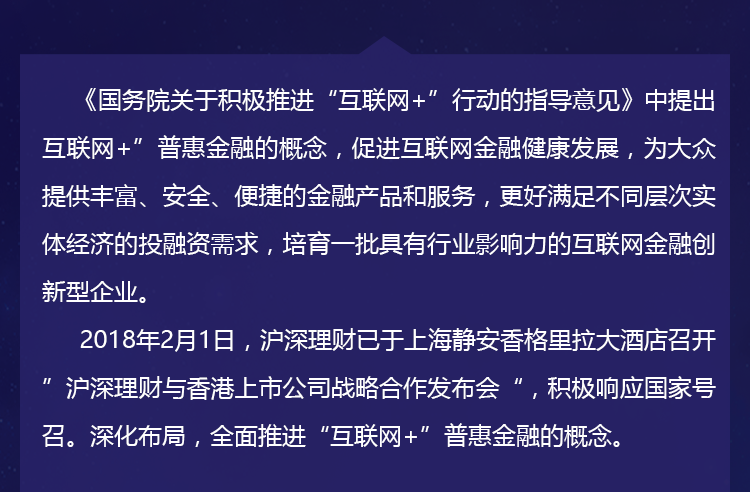 《国务院关于积极推进“互联网+”行动的指导意见》中提出
互联网+”普惠金融的概念，促进互联网金融健康发展，为大众
提供丰富、安全、便捷的金融产品和服务，更好满足不同层次实
体经济的投融资需求，培育一批具有行业影响力的互联网金融创
新型企业。
2018年2月1日，沪深理财已于上海静安香格里拉大酒店召开
”沪深理财与香港上市公司战略合作发布会“，积极响应国家号
召。深化布局，全面推进“互联网+”普惠金融的概念。